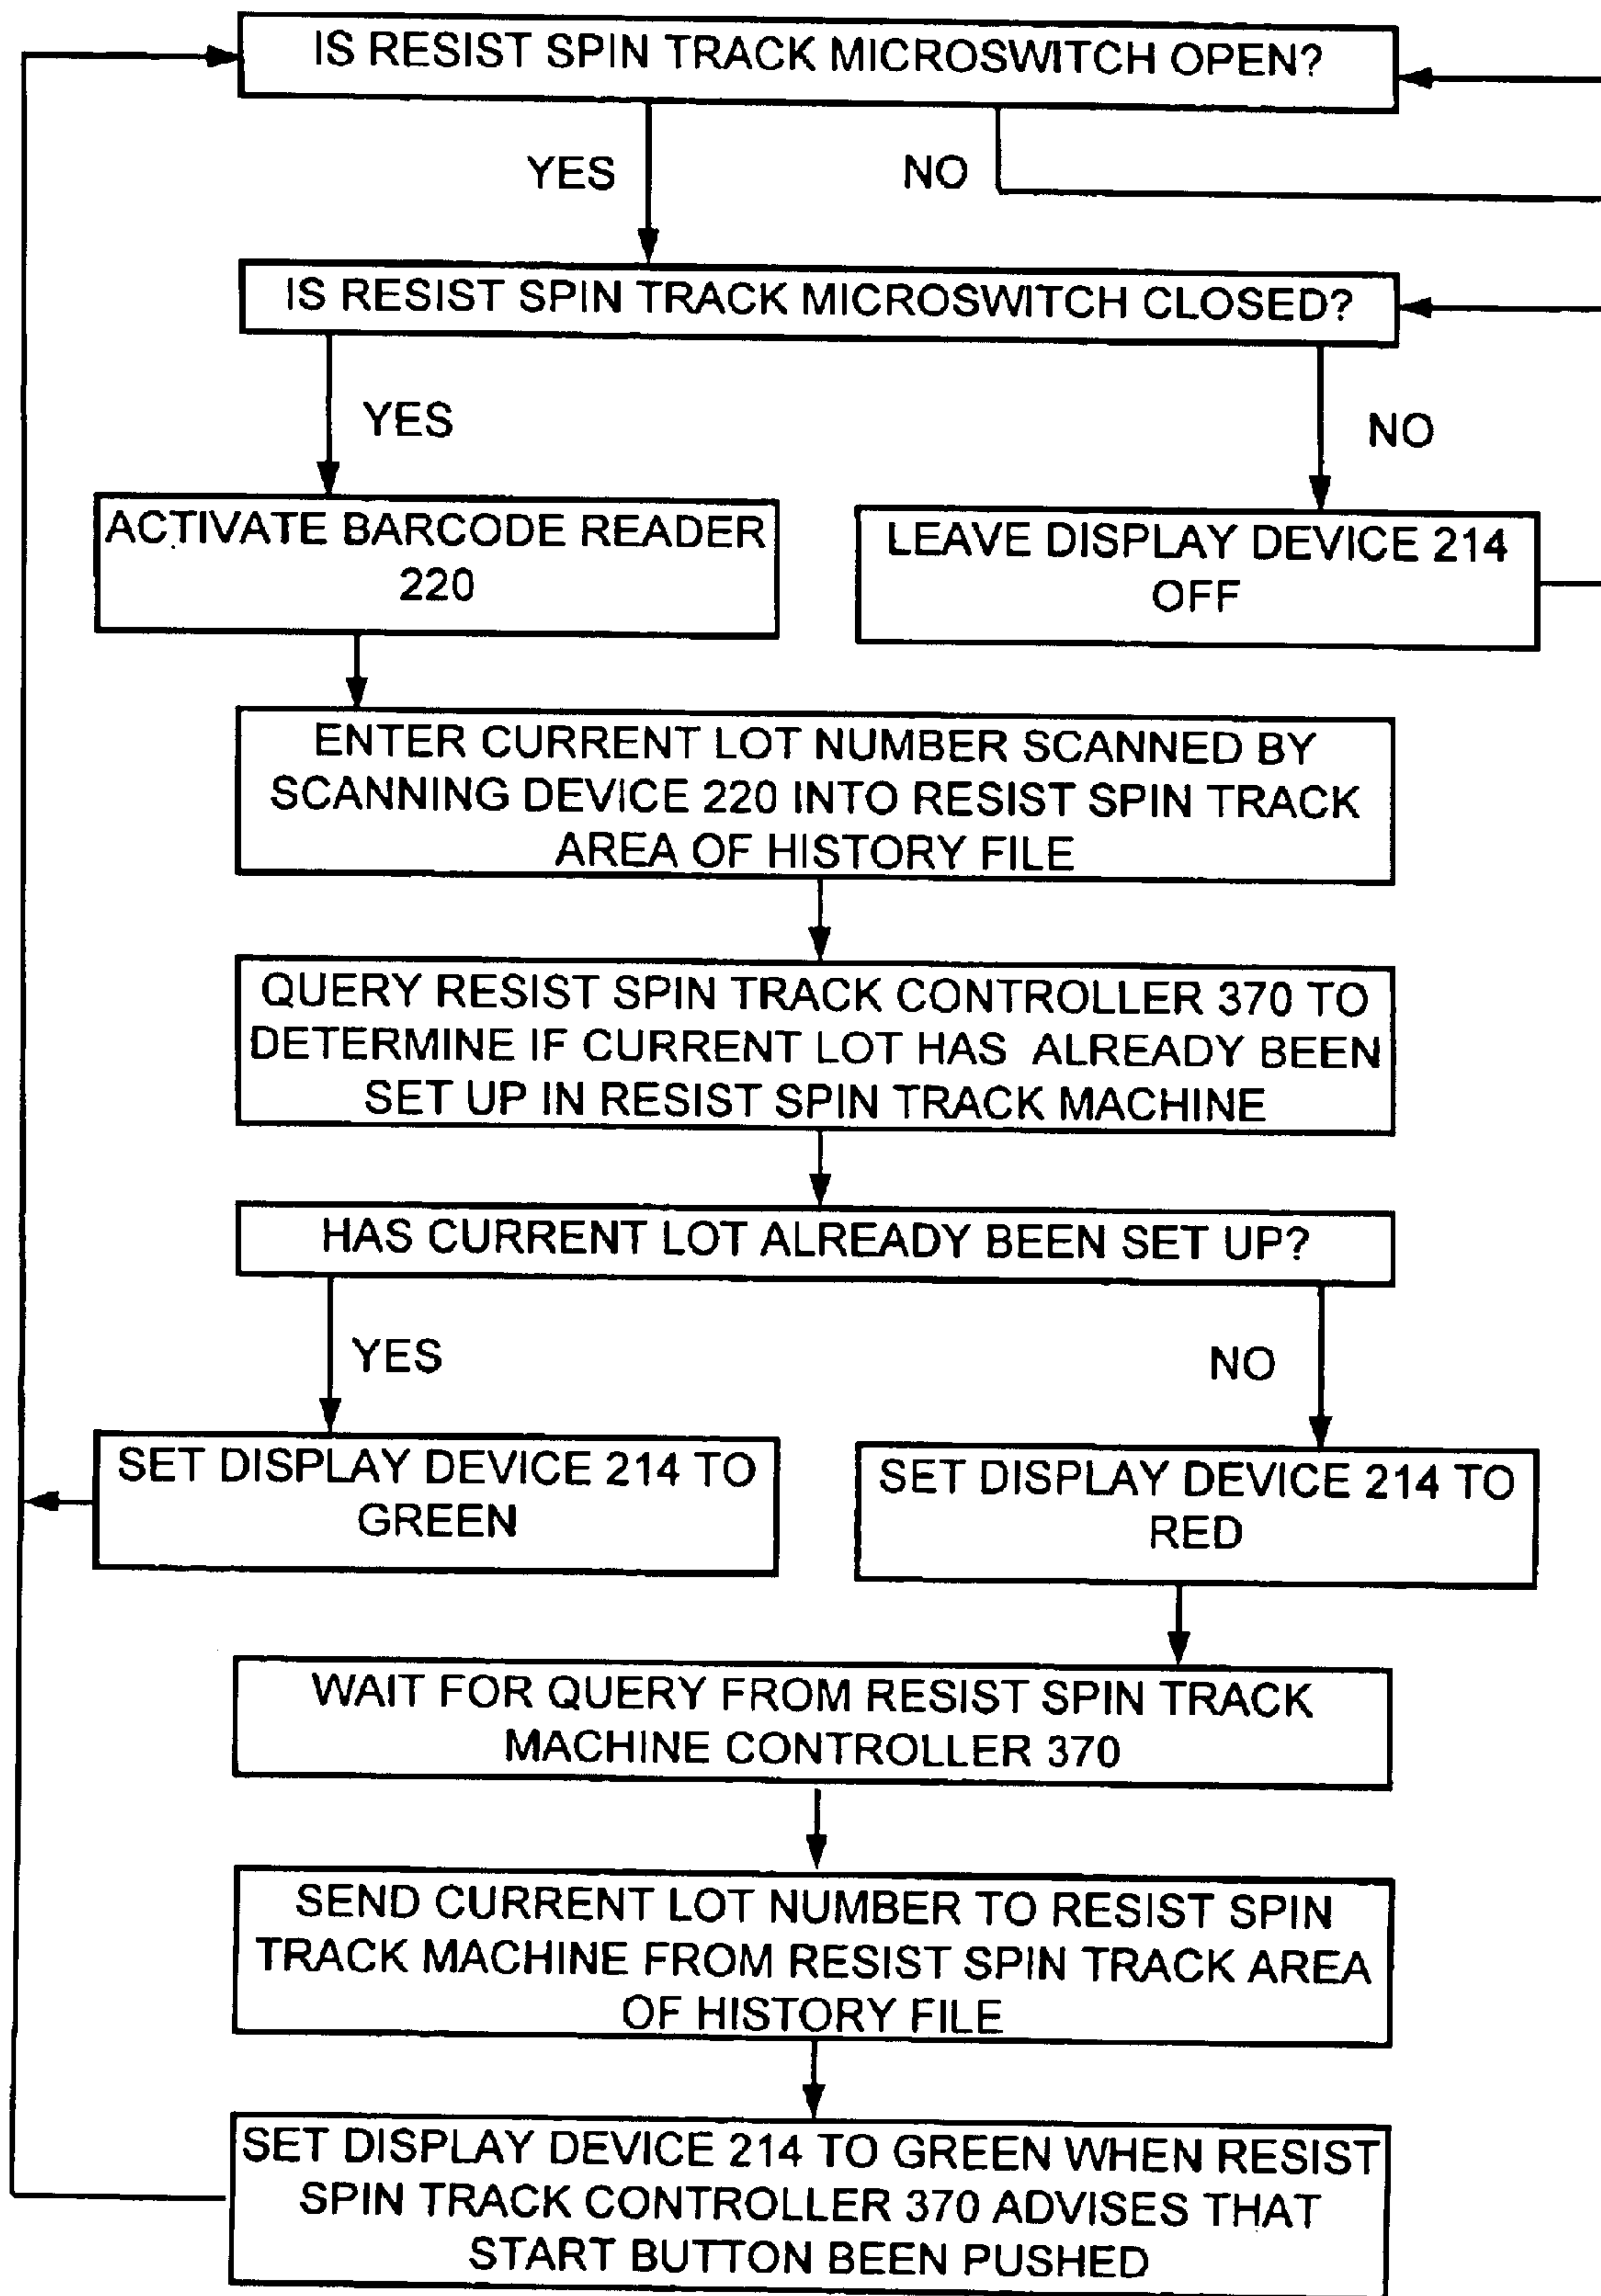 IS RESIST SPIN TRACK MICROSWITCH OPEN?
YES
NO
IS RESIST SPIN TRACK MICROSWITCH CLOSED?
YES
NO
ACTIVATE BARCODE READER
220
LEAVE DISPLAY DEVICE 214
OFF
ENTER CURRENT LOT NUMBER SCANNED BY
SCANNING DEVICE 220 INTO RESIST SPIN TRACK
AREA OF HISTORY FILE
QUERY RESIST SPIN TRACK CONTROLLER 370 TO
DETERMINE IF CURRENT LOT HAS ALREADY BEEN
SET UP IN RESIST SPIN TRACK MACHINE
HAS CURRENT LOT ALREADY BEEN SET UP?
YES
NO
SET DISPLAY DEVICE 214 TO
GREEN
SET DISPLAY DEVICE 214 TO
RED
WAIT FOR QUERY FROM RESIST SPIN TRACK
MACHINE CONTROLLER 370
SEND CURRENT LOT NUMBER TO RESIST SPIN
TRACK MACHINE FROM RESIST SPIN TRACK AREA
OF HISTORY FILE
SET DISPLAY DEVICE 214 TO GREEN WHEN RESIST
SPIN TRACK CONTROLLER 370 ADVISES THAT
START BUTTON BEEN PUSHED